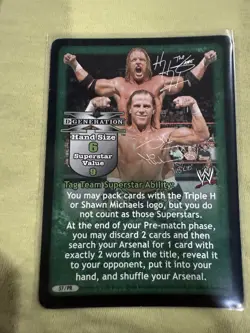 D-GENERATION
Hand Size
6
Superstar
Value
9
Tag Team Superstar Ability:
You may pack cards with the Triple H
or Shawn Michaels logo, but you do
not count as those Superstars.
At the end of your Pre-match phase,
you may discard 2 cards and then
search your Arsenal for 1 card with
exactly 2 words in the title, reveal it
to your opponent, put it into your
hand, and shuffle your Arsenal.